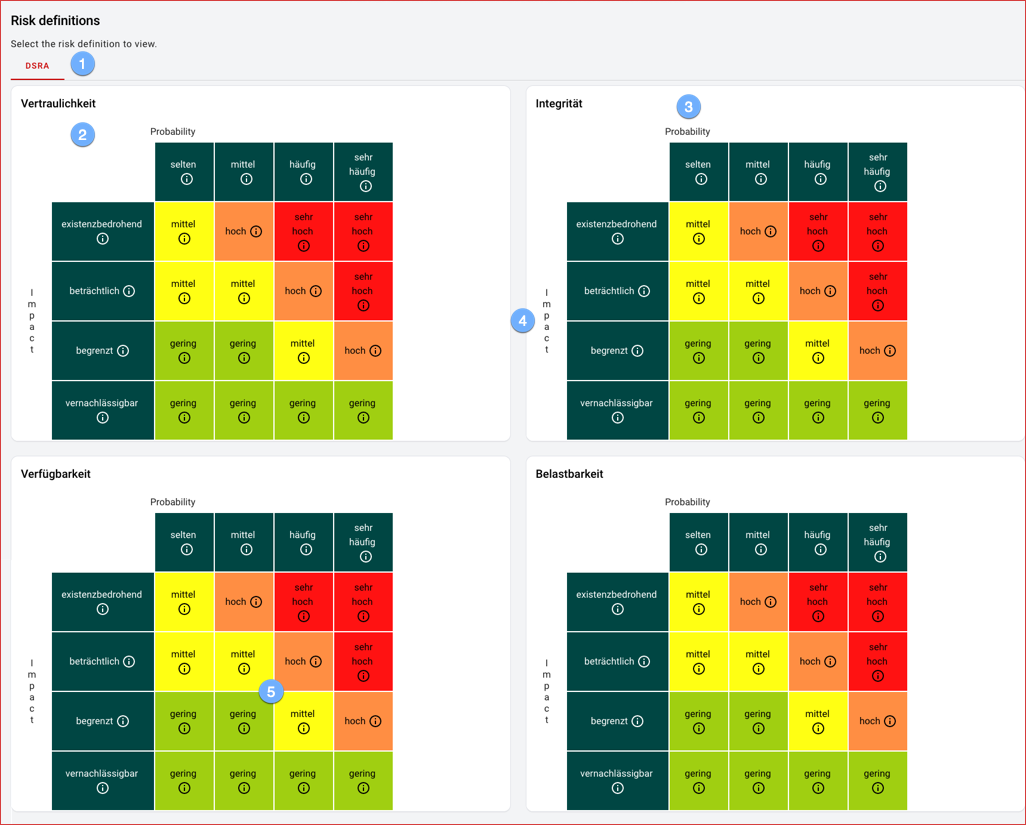 Risk definitions
Select the risk definition to view.
DSRA
1
Vertraulichkeit
2
Probability
selten
mittel
häufig
sehr
häufig
existenzbedrohend
mittel
hoch
sehr
hoch
sehr
hoch
beträchtlich
mittel
mittel
hoch
sehr
hoch
Impact
begrenzt
gering
gering
mittel
hoch
vernachlässigbar
gering
gering
gering
gering
Integrität
3
Probability
selten
mittel
häufig
sehr
häufig
existenzbedrohend
mittel
hoch
sehr
hoch
sehr
hoch
beträchtlich
mittel
mittel
hoch
sehr
hoch
4
Impact
begrenzt
gering
gering
mittel
hoch
vernachlässigbar
gering
gering
gering
gering
Verfügbarkeit
Probability
selten
mittel
häufig
sehr
häufig
existenzbedrohend
mittel
hoch
sehr
hoch
sehr
hoch
beträchtlich
mittel
mittel
hoch
sehr
hoch
5
Impact
begrenzt
gering
gering
mittel
hoch
vernachlässigbar
gering
gering
gering
gering
Belastbarkeit
Probability
selten
mittel
häufig
sehr
häufig
existenzbedrohend
mittel
hoch
sehr
hoch
sehr
hoch
beträchtlich
mittel
mittel
hoch
sehr
hoch
Impact
begrenzt
gering
gering
mittel
hoch
vernachlässigbar
gering
gering
gering
gering